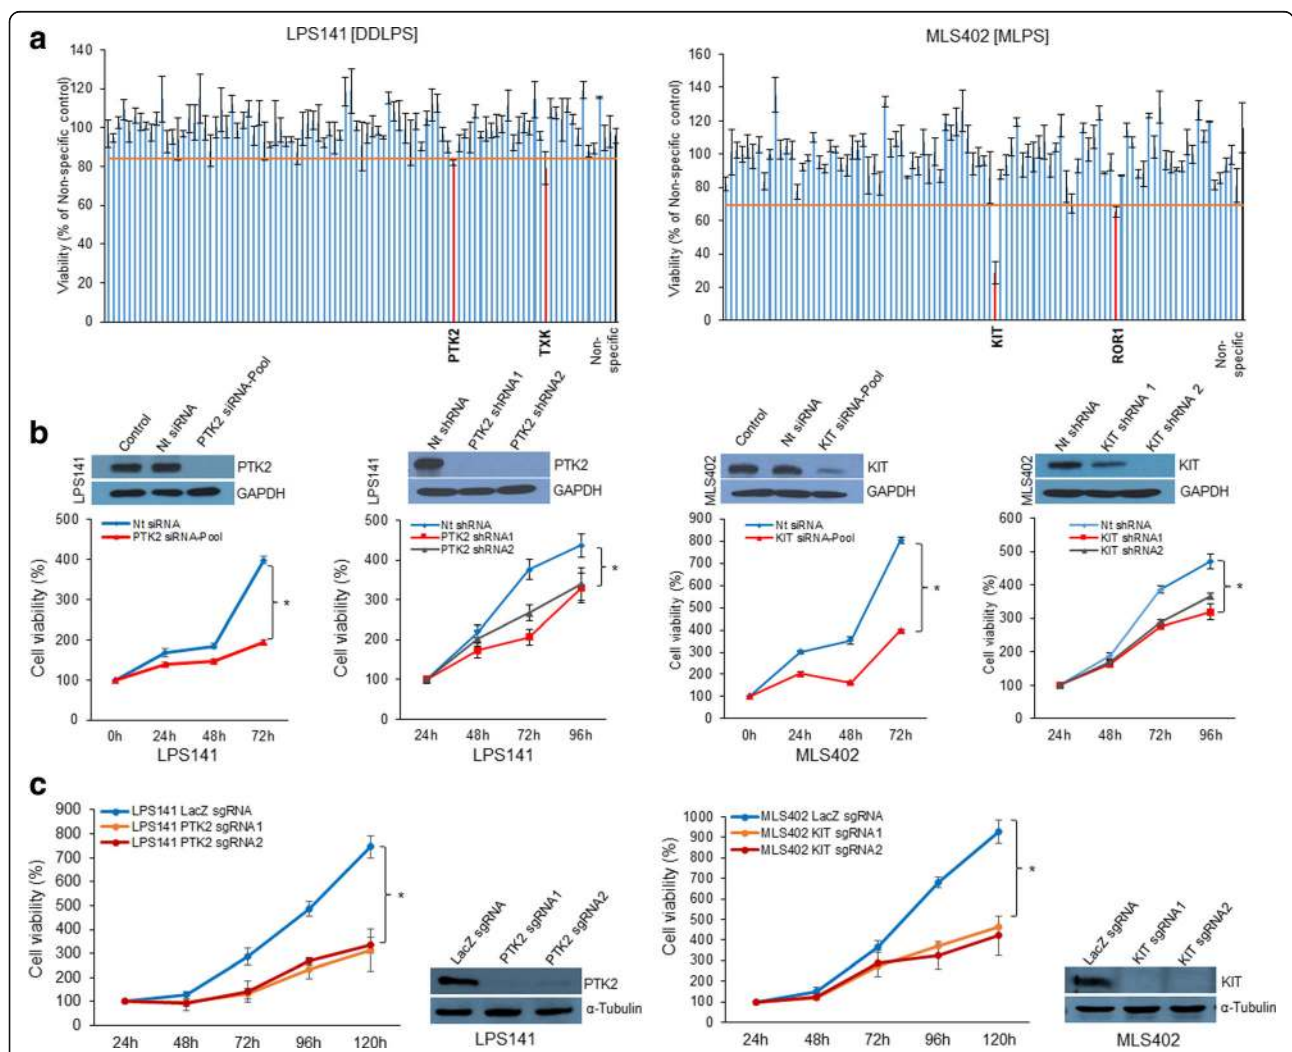 a
LPS141 [DDLPS]
Viability (% of Non-specific control)
140
120
100
80
60
40
20
0
PTK2
TXK
Non-
specific
MLS402 [MLPS]
Viability (% of Non-specific control)
160
140
120
100
80
60
40
20
0
KIT
ROR1
Non-
specific
b
Control
Nt siRNA
PTK2 siRNA-Pool
LPS141
PTK2
GAPDH
Cell viability (%)
500
400
300
200
100
0
Nt siRNA
PTK2 siRNA-Pool
*
0h 24h 48h 72h
LPS141
Nt shRNA
PTK2 shRNA1
PTK2 shRNA2
LPS141
PTK2
GAPDH
Cell viability (%)
500
400
300
200
100
0
Nt shRNA
PTK2 shRNA1
PTK2 shRNA2
*
24h 48h 72h 96h
LPS141
Control
Nt siRNA
KIT siRNA-Pool
MLS402
KIT
GAPDH
Cell viability (%)
900
800
700
600
500
400
300
200
100
0
Nt siRNA
KIT siRNA-Pool
*
0h 24h 48h 72h
MLS402
Nt shRNA
KIT shRNA 1
KIT shRNA 2
MLS402
KIT
GAPDH
Cell viability (%)
500
400
300
200
100
0
Nt shRNA
KIT shRNA1
KIT shRNA2
*
24h 48h 72h 96h
c
Cell viability (%)
900
800
700
600
500
400
300
200
100
0
LPS141 LacZ sgRNA
LPS141 PTK2 sgRNA1
LPS141 PTK2 sgRNA2
*
24h 48h 72h 96h 120h
LacZ sgRNA
PTK2 sgRNA1
PTK2 sgRNA2
PTK2
α-Tubulin
LPS141
Cell viability (%)
1000
900
800
700
600
500
400
300
200
100
0
MLS402 LacZ sgRNA
MLS402 KIT sgRNA1
MLS402 KIT sgRNA2
*
24h 48h 72h 96h 120h
LacZ sgRNA
KIT sgRNA1
KIT sgRNA2
KIT
α-Tubulin
MLS402